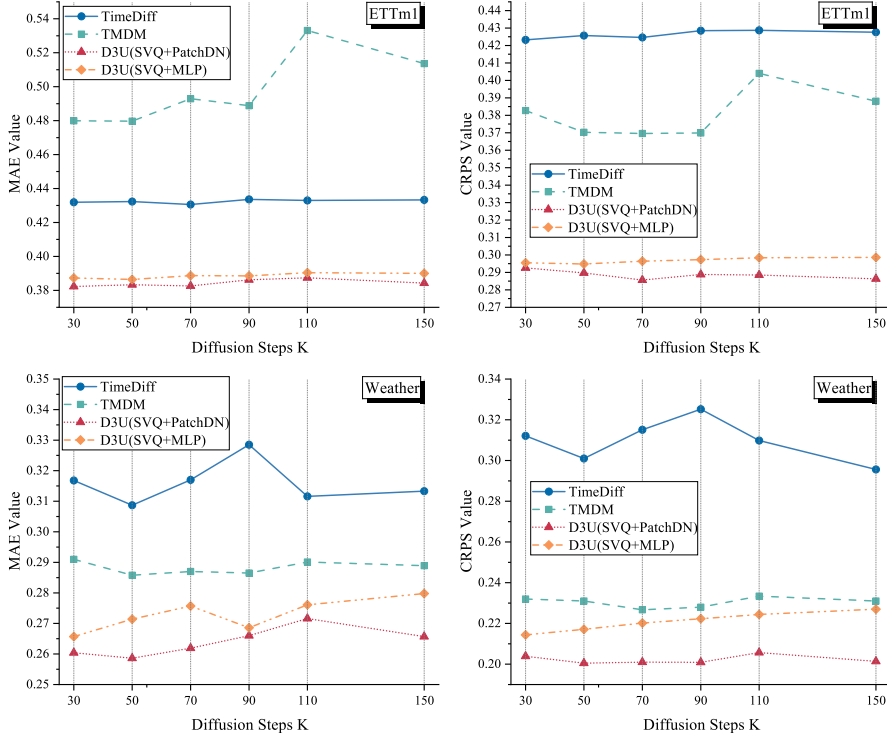 ETTm1
TimeDiff
TMDM
D3U(SVQ+PatchDN)
D3U(SVQ+MLP)
MAE Value
0.54
0.52
0.50
0.48
0.46
0.44
0.42
0.40
0.38
30 50 70 90 110 150
Diffusion Steps K
ETTm1
TimeDiff
TMDM
D3U(SVQ+PatchDN)
D3U(SVQ+MLP)
CRPS Value
0.43
0.42
0.41
0.40
0.39
0.38
0.37
0.36
0.35
0.34
0.33
0.32
0.31
0.30
0.29
0.28
0.27
30 50 70 90 110 150
Diffusion Steps K
Weather
TimeDiff
TMDM
D3U(SVQ+PatchDN)
D3U(SVQ+MLP)
MAE Value
0.35
0.34
0.33
0.32
0.31
0.30
0.29
0.28
0.27
0.26
0.25
30 50 70 90 110 150
Diffusion Steps K
Weather
TimeDiff
TMDM
D3U(SVQ+PatchDN)
D3U(SVQ+MLP)
CRPS Value
0.34
0.32
0.30
0.28
0.26
0.24
0.22
0.20
30 50 70 90 110 150
Diffusion Steps K